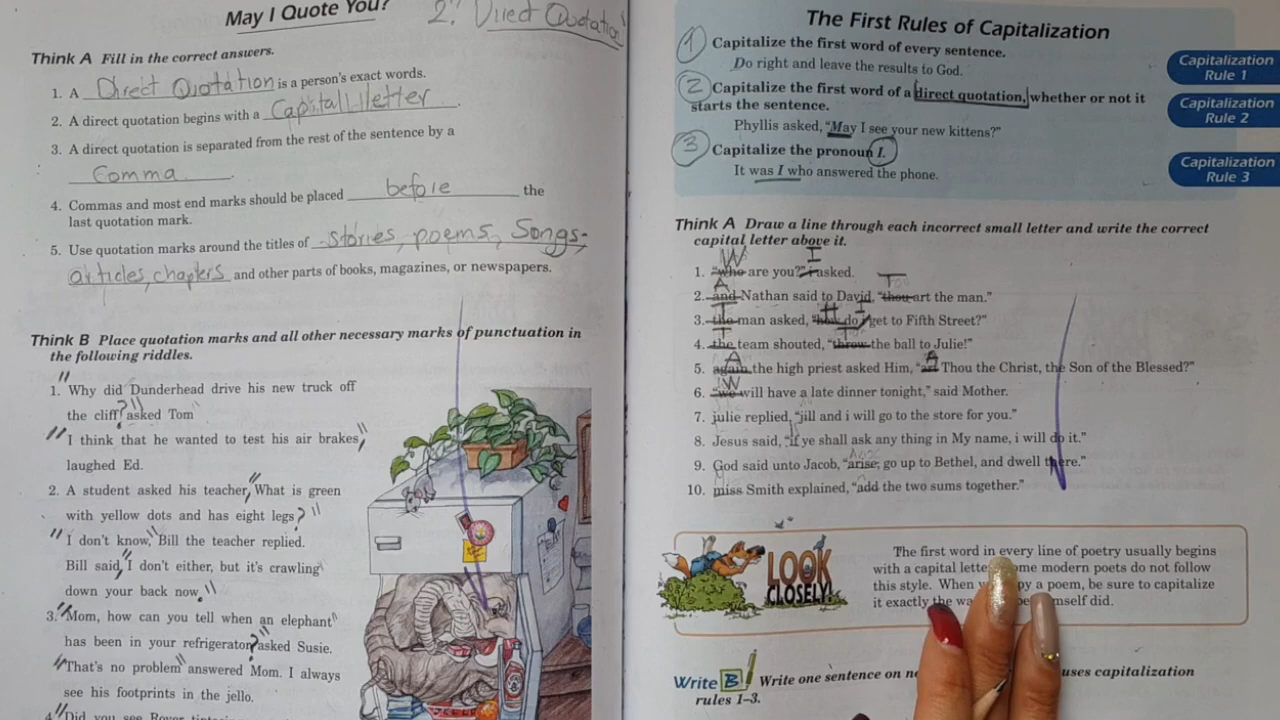 May I Quote You?
2. Direct Quotation
Think A Fill in the correct answers.
1. A Direct Quotation is a person's exact words.
2. A direct quotation begins with a Capital letter.
3. A direct quotation is separated from the rest of the sentence by a
Comma.
4. Commas and most end marks should be placed before the
last quotation mark.
5. Use quotation marks around the titles of stories, poems, Songs,
articles, chapters and other parts of books, magazines, or newspapers.
Think B Place quotation marks and all other necessary marks of punctuation in
the following riddles.
1. "Why did Dunderhead drive his new truck off
the cliff?" asked Tom
"I think that he wanted to test his air brakes,"
laughed Ed.
2. A student asked his teacher, "What is green
with yellow dots and has eight legs?"
"I don't know," Bill the teacher replied.
Bill said, "I don't either, but it's crawling
down your back now."
3. "Mom, how can you tell when an elephant
has been in your refrigerator?" asked Susie.
"That's no problem" answered Mom. I always
see his footprints in the jello.
The First Rules of Capitalization
1 Capitalize the first word of every sentence.
Do right and leave the results to God.
Capitalization
Rule 1
2 Capitalize the first word of a direct quotation, whether or not it
starts the sentence.
Phyllis asked, "May I see your new kittens?"
Capitalization
Rule 2
3 Capitalize the pronoun I.
It was I who answered the phone.
Capitalization
Rule 3
Think A Draw a line through each incorrect small letter and write the correct
capital letter above it.
W I
1. "who are you?" i asked.
A T
2. and Nathan said to David, "thou art the man."
T H I
3. the man asked, "how do i get to Fifth Street?"
T T
4. the team shouted, "throw the ball to Julie!"
A A
5. again the high priest asked Him, "art Thou the Christ, the Son of the Blessed?"
W
6. "we will have a late dinner tonight," said Mother.
7. julie replied, "jill and i will go to the store for you."
8. Jesus said, "if ye shall ask any thing in My name, i will do it."
9. God said unto Jacob, "arise, go up to Bethel, and dwell there."
10. miss Smith explained, "add the two sums together."
LOOK
CLOSELY!
The first word in every line of poetry usually begins
with a capital letter. Some modern poets do not follow
this style. When a poem, be sure to capitalize
it exactly the himself did.
Write B Write one sentence on uses capitalization
rules 1–3.